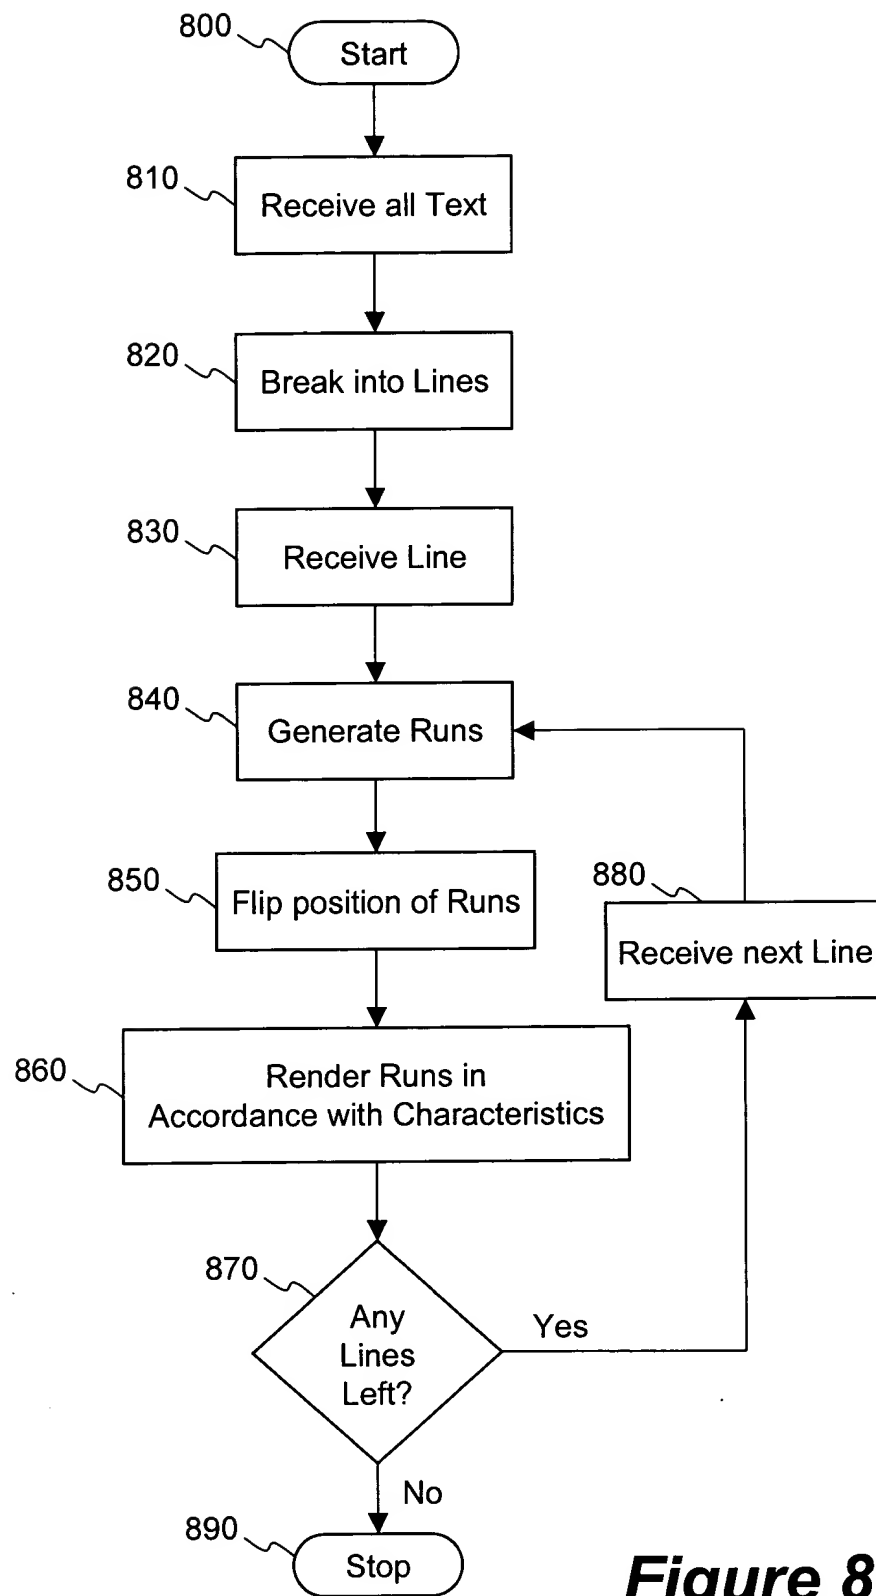 800
Start
810
Receive all Text
820
Break into Lines
830
Receive Line
840
Generate Runs
850
Flip position of Runs
880
Receive next Line
860
Render Runs in
Accordance with Characteristics
870
Any
Lines
Left?
Yes
No
890
Stop
Figure 8